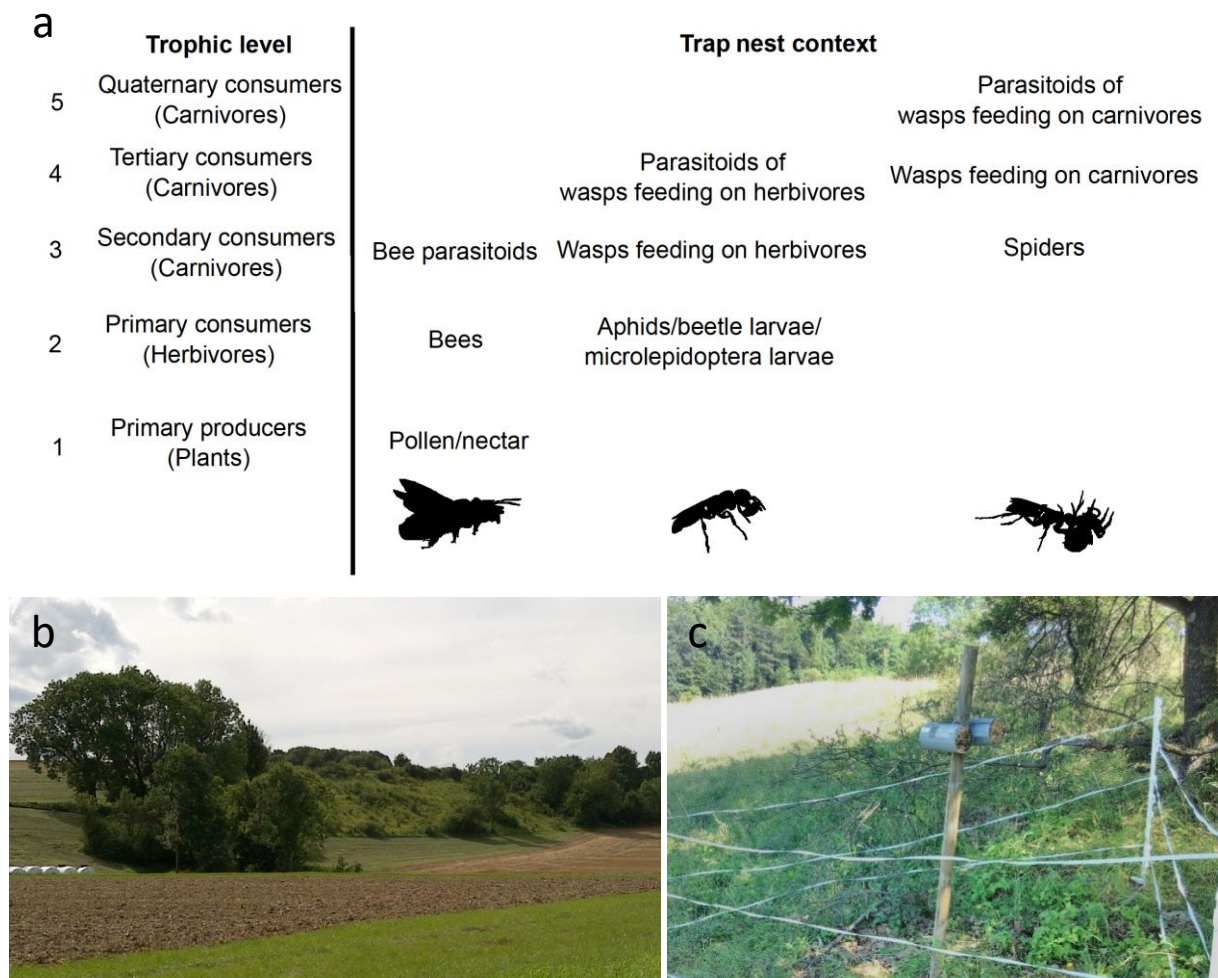 a
Trophic level
Trap nest context
5
Quaternary consumers
(Carnivores)
Parasitoids of
wasps feeding on carnivores
4
Tertiary consumers
(Carnivores)
Parasitoids of
wasps feeding on herbivores
Wasps feeding on carnivores
3
Secondary consumers
(Carnivores)
Bee parasitoids
Wasps feeding on herbivores
Spiders
2
Primary consumers
(Herbivores)
Bees
Aphids/beetle larvae/
microlepidoptera larvae
1
Primary producers
(Plants)
Pollen/nectar
b
c